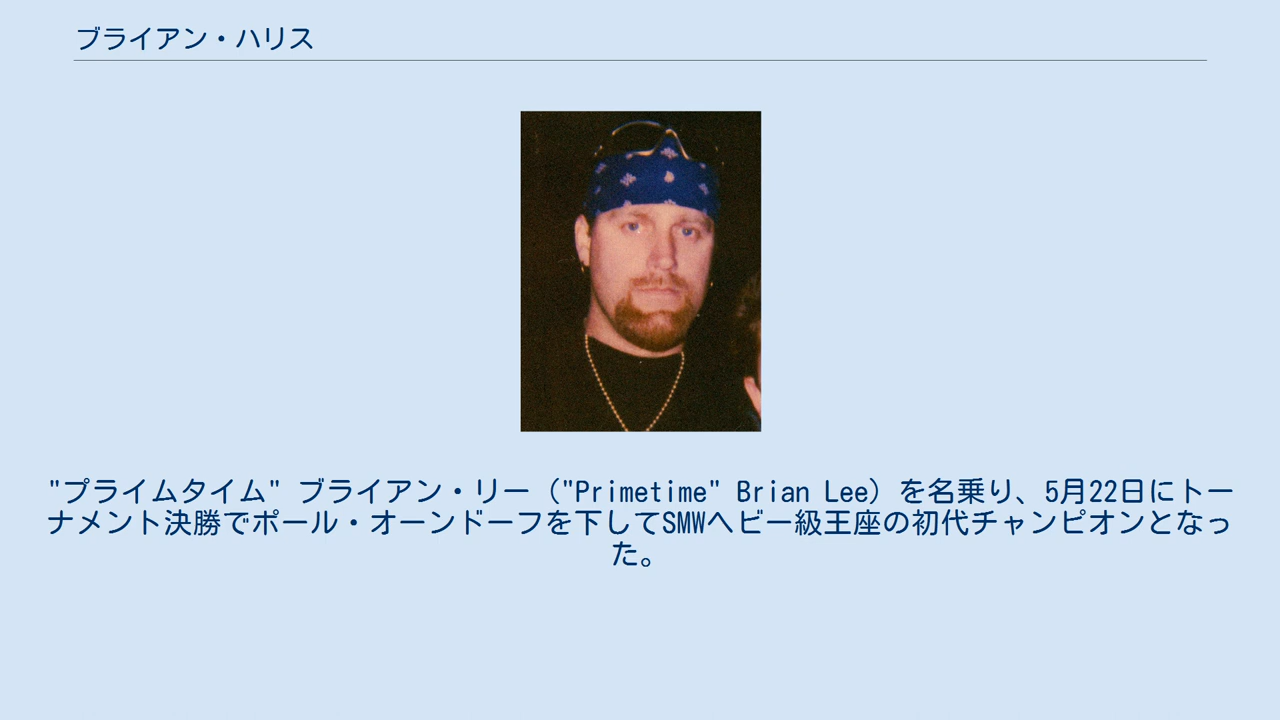 ブライアン・ハリス
"プライムタイム" ブライアン・リー（"Primetime" Brian Lee）を名乗り、5月22日にトー
ナメント決勝でポール・オーンドーフを下してSMWヘビー級王座の初代チャンピオンとなっ
た。